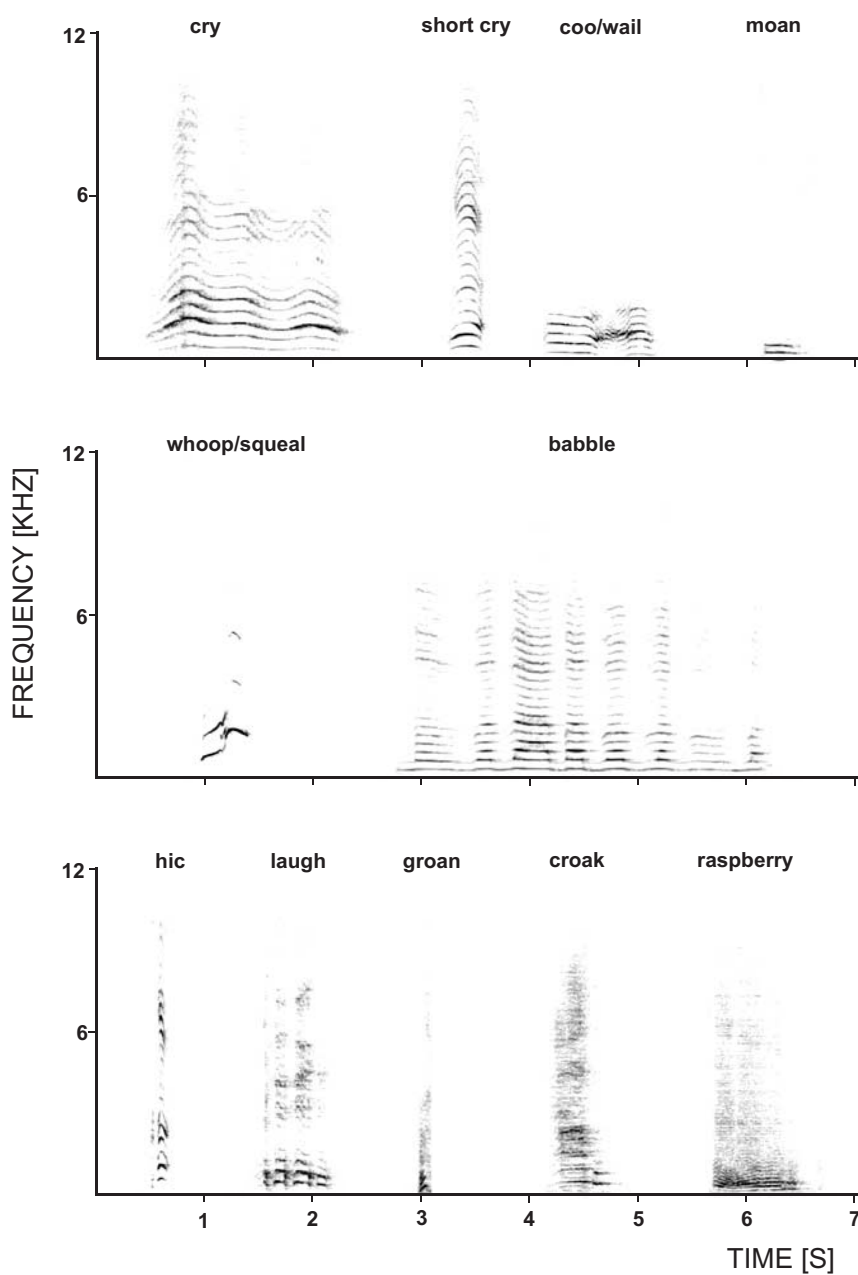 cry short cry coo/wail moan
12
6
whoop/squeal babble
12
6
FREQUENCY [KHZ]
hic laugh groan croak raspberry
12
6
1 2 3 4 5 6 7
TIME [S]